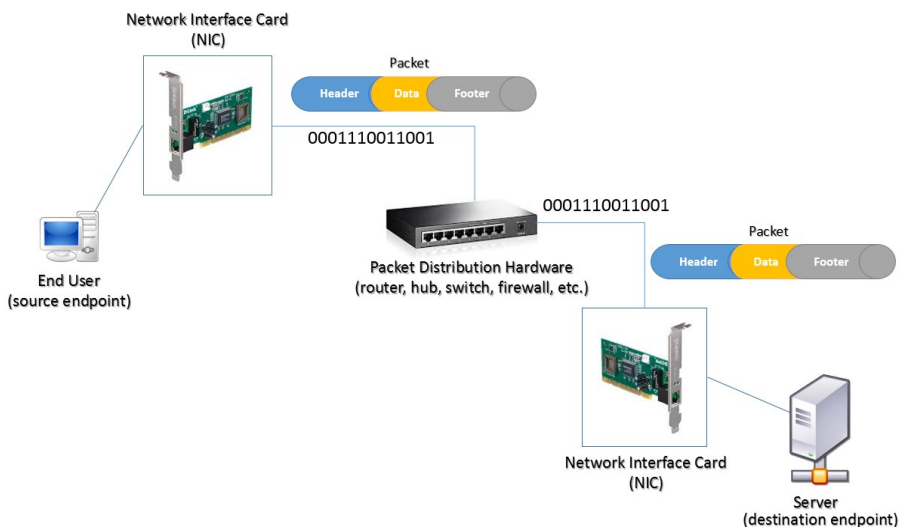 Network Interface Card
(NIC)
Packet
Header Data Footer
0001110011001
0001110011001
Packet
Header Data Footer
End User
(source endpoint)
Packet Distribution Hardware
(router, hub, switch, firewall, etc.)
Network Interface Card
(NIC)
Server
(destination endpoint)